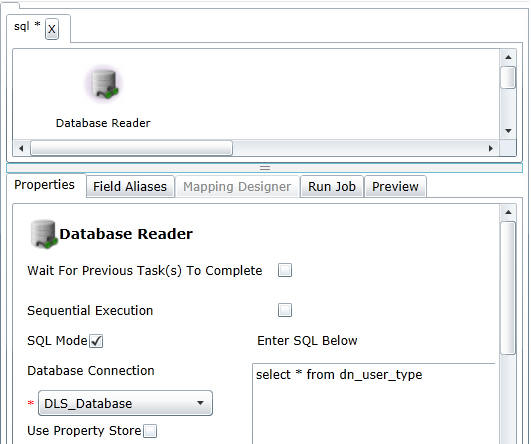 sql * X
Database Reader
Properties Field Aliases Mapping Designer Run Job Preview
Database Reader
Wait For Previous Task(s) To Complete
Sequential Execution
SQL Mode Enter SQL Below
Database Connection select * from dn_user_type
* DLS_Database
Use Property Store